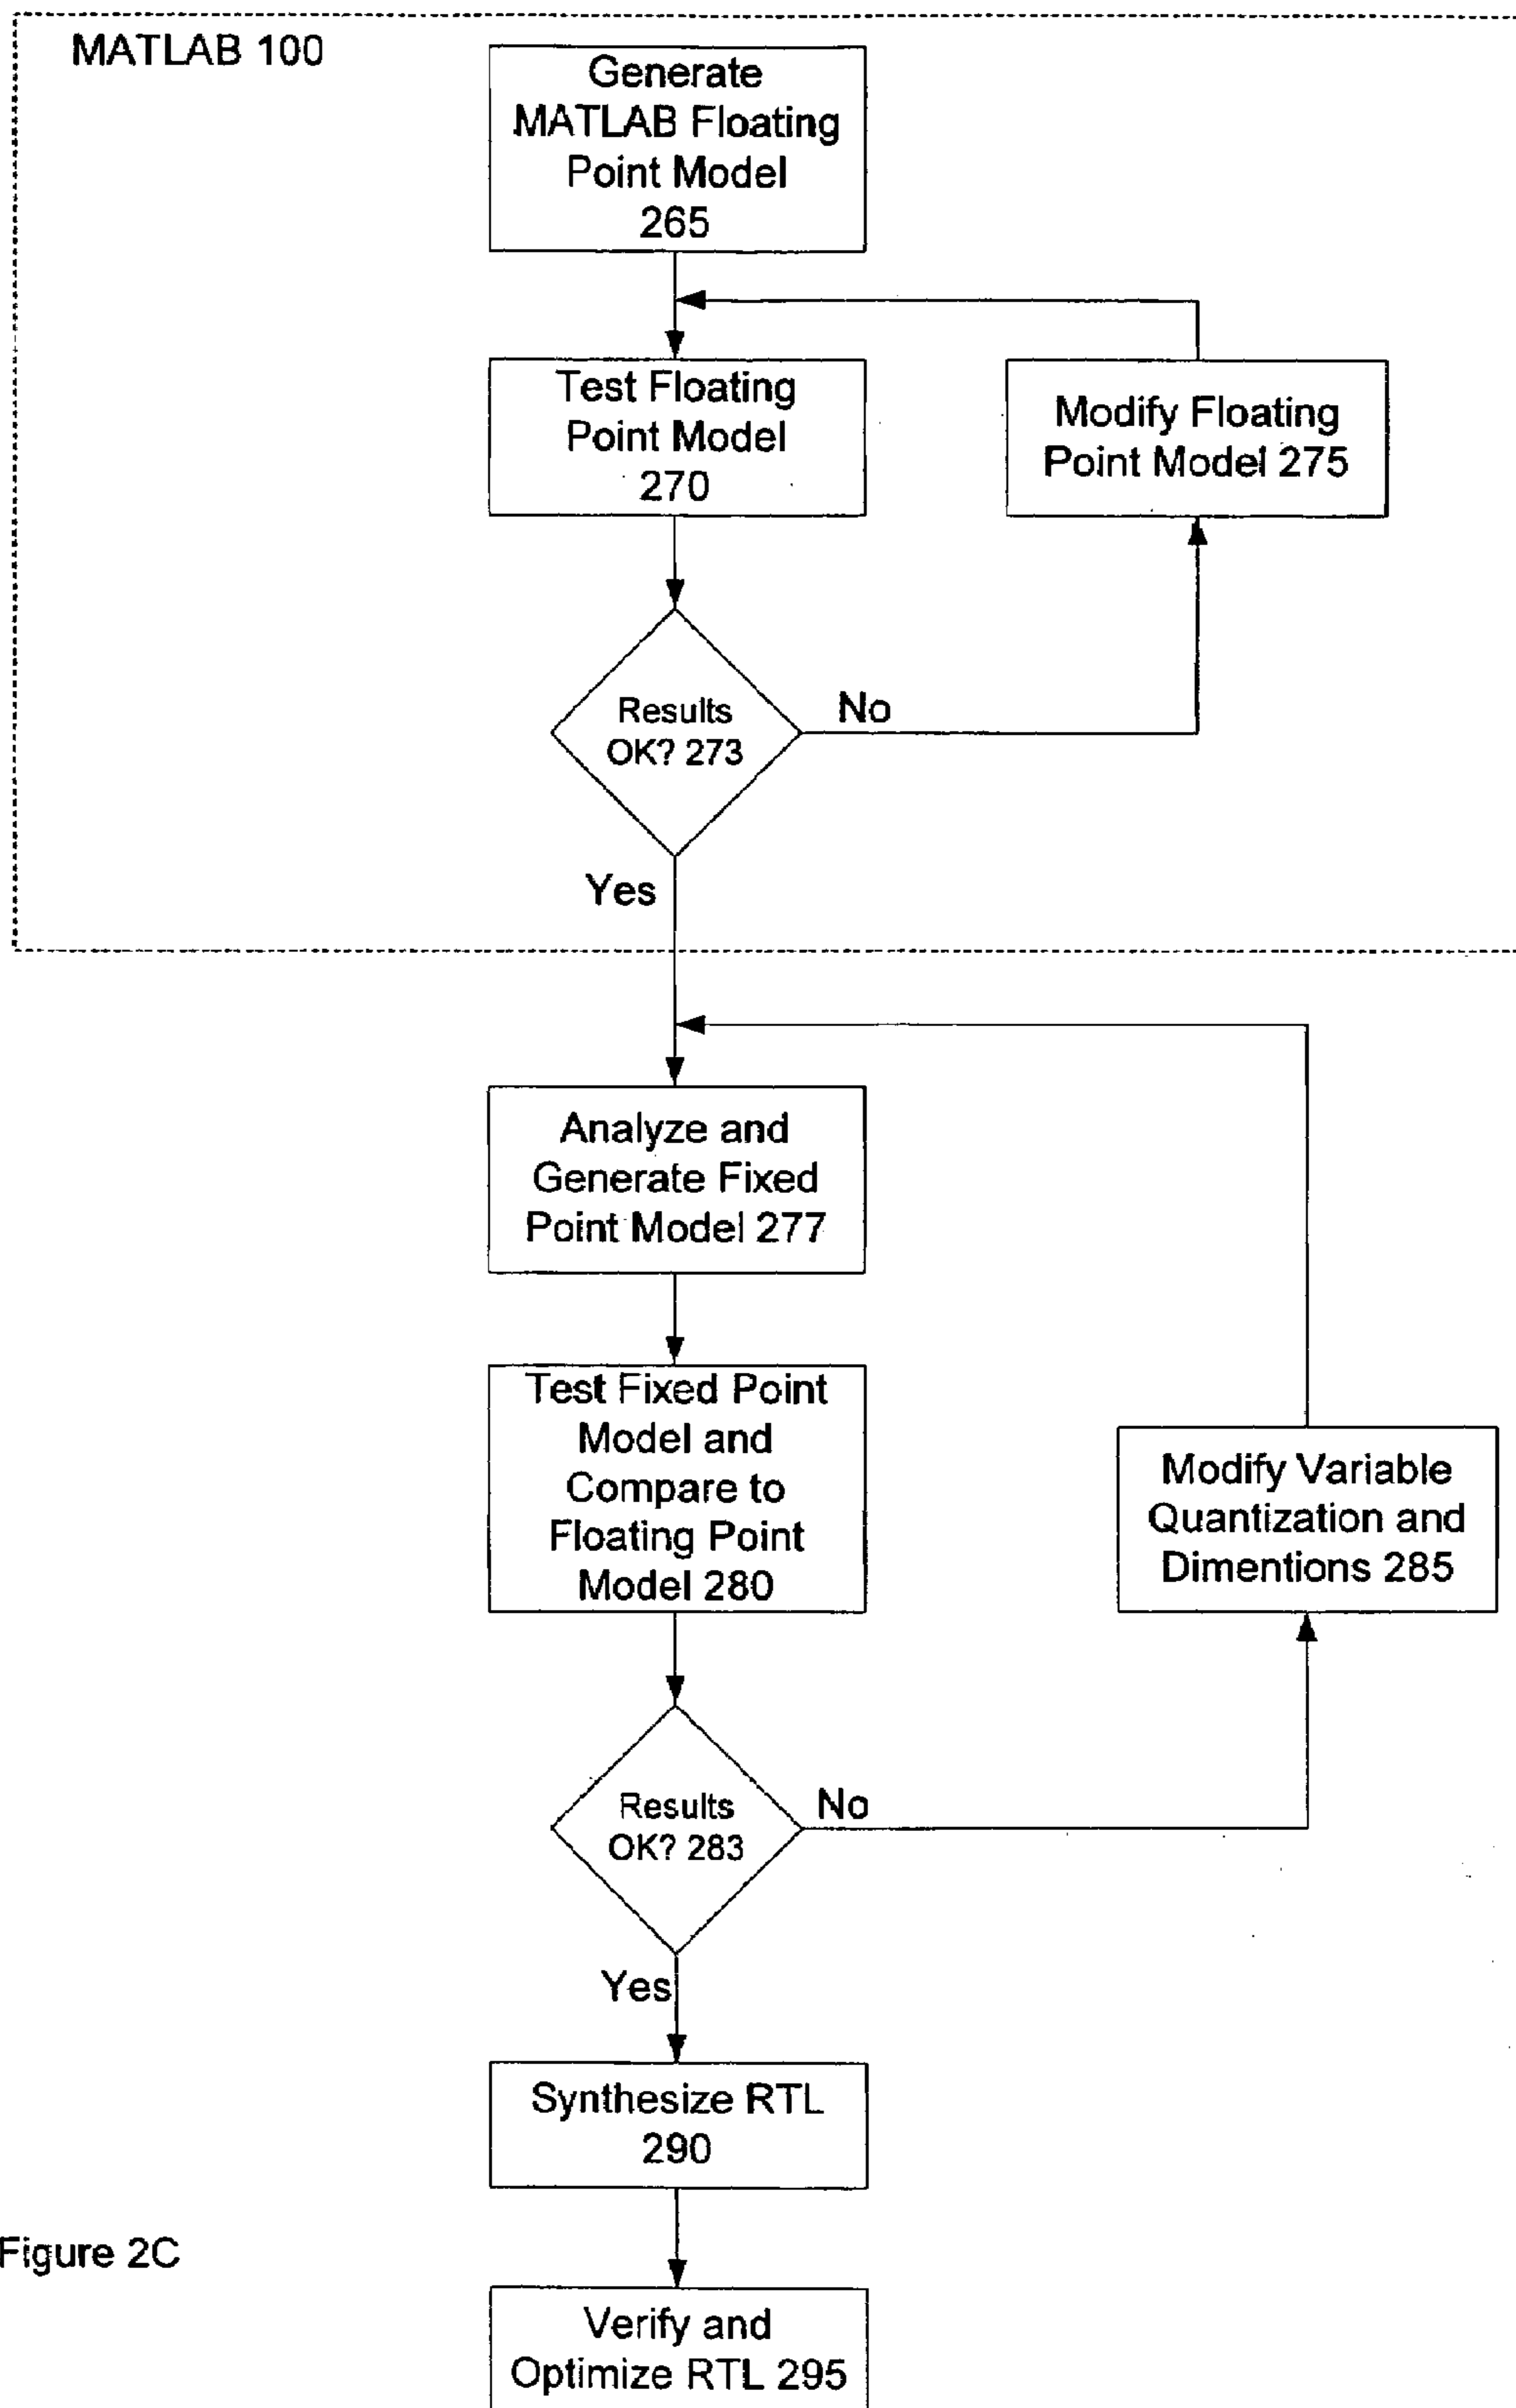 MATLAB 100
Generate
MATLAB Floating
Point Model
265
Test Floating
Point Model
270
Modify Floating
Point Model 275
Results
OK? 273
No
Yes
Analyze and
Generate Fixed
Point Model 277
Test Fixed Point
Model and
Compare to
Floating Point
Model 280
Modify Variable
Quantization and
Dimentions 285
Results
OK? 283
No
Yes
Synthesize RTL
290
Figure 2C
Verify and
Optimize RTL 295